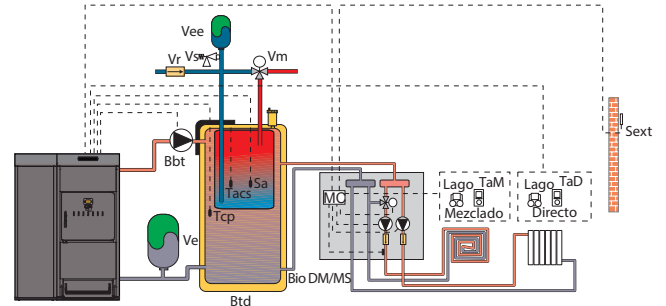 Vee
Vs
Vr
Vm
Sext
Bbt
Tacs
Sa
Tcp
Lago
TaM
Mezclado
Lago
TaD
Directo
MC
Ve
Bio DM/MS
Btd